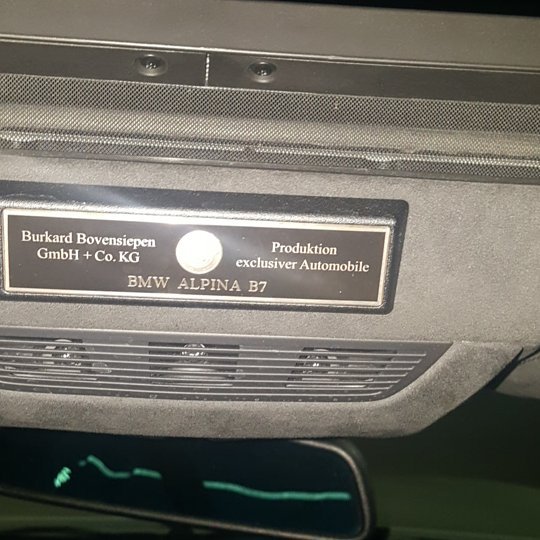 Burkard Bovensiepen
GmbH + Co. KG
Produktion
exclusiver Automobile
BMW ALPINA B7